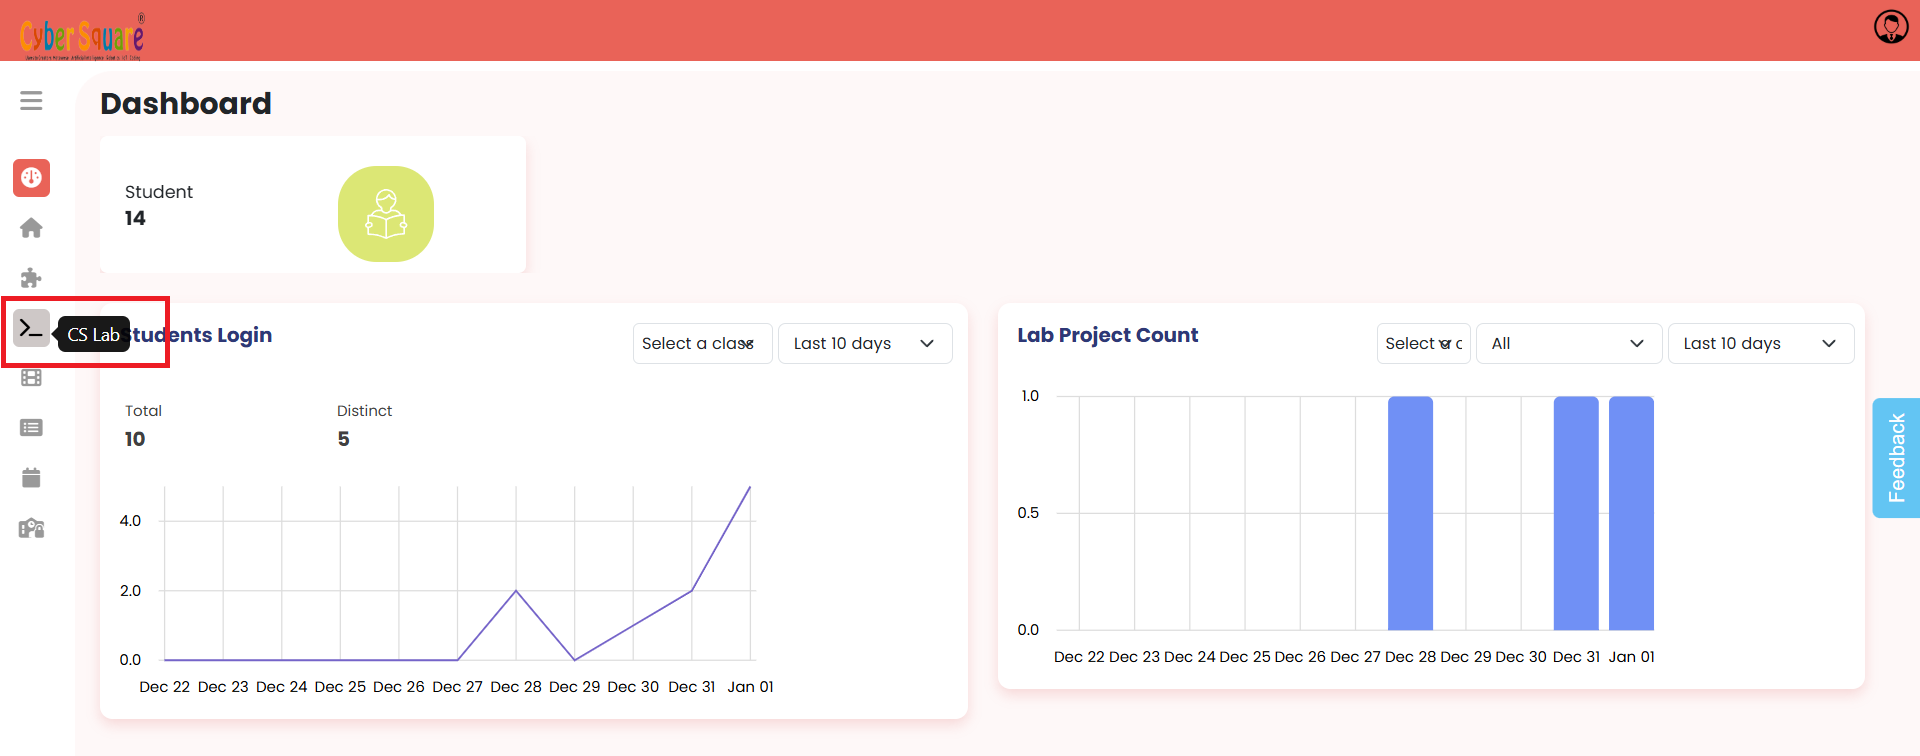 Cyber Square ®
Dashboard
Student
14
CS Lab
Students Login
Select a class
Last 10 days
Total
10
Distinct
5
4.0
2.0
0.0
Dec 22 Dec 23 Dec 24 Dec 25 Dec 26 Dec 27 Dec 28 Dec 29 Dec 30 Dec 31 Jan 01
Lab Project Count
Select a c
All
Last 10 days
1.0
0.5
0.0
Dec 22 Dec 23 Dec 24 Dec 25 Dec 26 Dec 27 Dec 28 Dec 29 Dec 30 Dec 31 Jan 01
Feedback